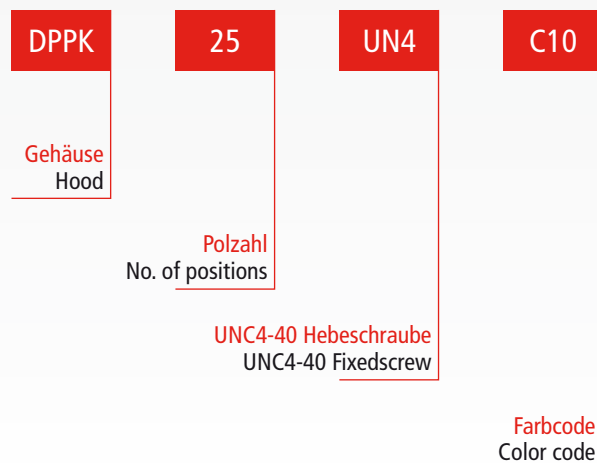 DPPK 25 UN4 C10
Gehäuse
Hood
Polzahl
No. of positions
UNC4-40 Hebeschraube
UNC4-40 Fixedscrew
Farbcode
Color code